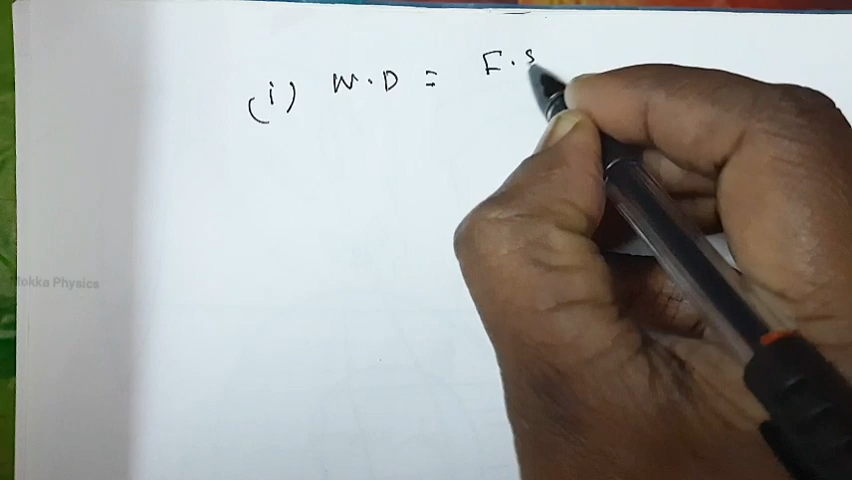 (i) W.D = F.s